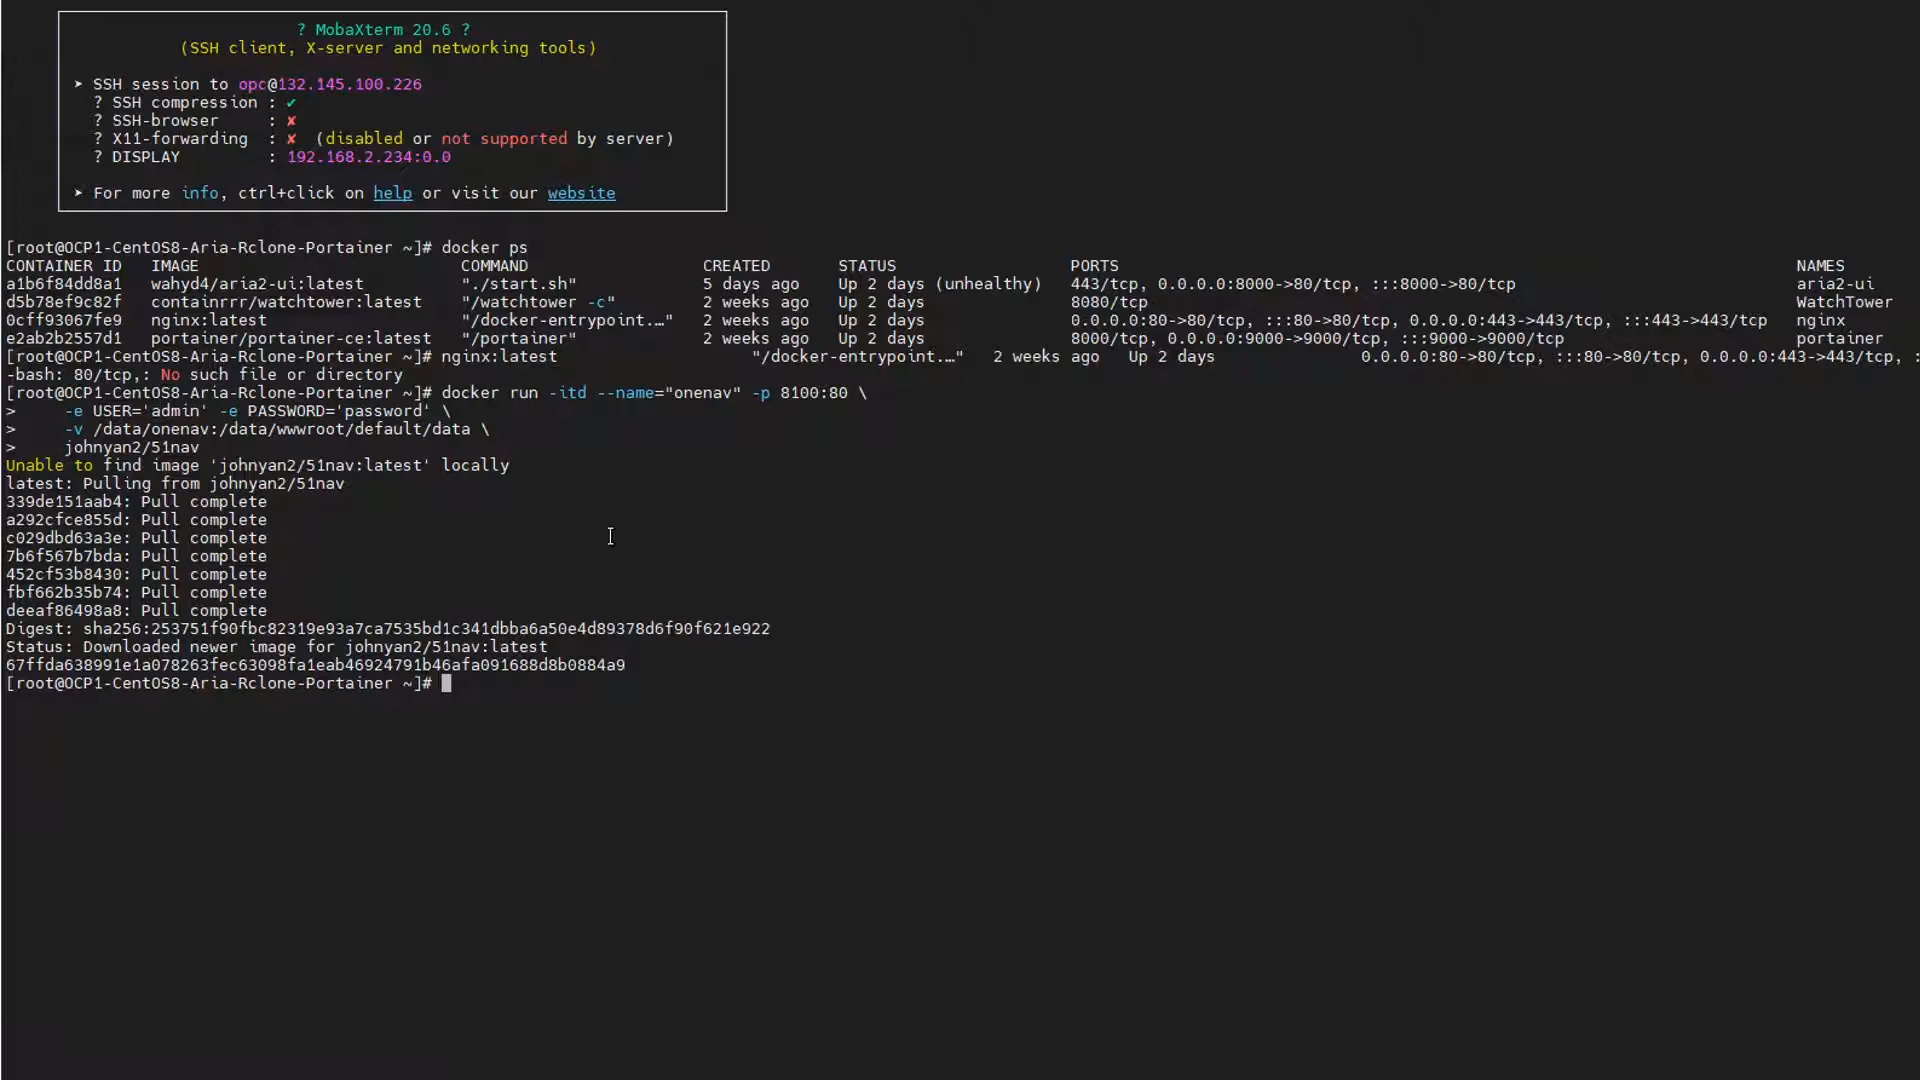 ? MobaXterm 20.6 ?
(SSH client, X-server and networking tools)
➤ SSH session to opc@132.145.100.226
? SSH compression : ✔
? SSH-browser : ✘
? X11-forwarding : ✘ (disabled or not supported by server)
? DISPLAY : 192.168.2.234:0.0
➤ For more info, ctrl+click on help or visit our website
[root@OCP1-CentOS8-Aria-Rclone-Portainer ~]# docker ps
CONTAINER ID IMAGE COMMAND CREATED STATUS PORTS NAMES
a1b6f84dd8a1 wahyd4/aria2-ui:latest "./start.sh" 5 days ago Up 2 days (unhealthy) 443/tcp, 0.0.0.0:8000->80/tcp, :::8000->80/tcp aria2-ui
d5b78ef9c82f containrrr/watchtower:latest "/watchtower -c" 2 weeks ago Up 2 days 8080/tcp WatchTower
0cff93067fe9 nginx:latest "/docker-entrypoint.…" 2 weeks ago Up 2 days 0.0.0.0:80->80/tcp, :::80->80/tcp, 0.0.0.0:443->443/tcp, :::443->443/tcp nginx
e2ab2b2557d1 portainer/portainer-ce:latest "/portainer" 2 weeks ago Up 2 days 8000/tcp, 0.0.0.0:9000->9000/tcp, :::9000->9000/tcp portainer
[root@OCP1-CentOS8-Aria-Rclone-Portainer ~]# nginx:latest "/docker-entrypoint.…" 2 weeks ago Up 2 days 0.0.0.0:80->80/tcp, :::80->80/tcp, 0.0.0.0:443->443/tcp, :
-bash: 80/tcp,: No such file or directory
[root@OCP1-CentOS8-Aria-Rclone-Portainer ~]# docker run -itd --name="onenav" -p 8100:80 \
> -e USER='admin' -e PASSWORD='password' \
> -v /data/onenav:/data/wwwroot/default/data \
> johnyan2/51nav
Unable to find image 'johnyan2/51nav:latest' locally
latest: Pulling from johnyan2/51nav
339de151aab4: Pull complete
a292cfce855d: Pull complete
c029dbd63a3e: Pull complete
7b6f567b7bda: Pull complete
452cf53b8430: Pull complete
fbf662b35b74: Pull complete
deeaf86498a8: Pull complete
Digest: sha256:253751f90fbc82319e93a7ca7535bd1c341dbba6a50e4d89378d6f90f621e922
Status: Downloaded newer image for johnyan2/51nav:latest
67ffda638991e1a078263fec63098fa1eab46924791b46afa091688d8b0884a9
[root@OCP1-CentOS8-Aria-Rclone-Portainer ~]#